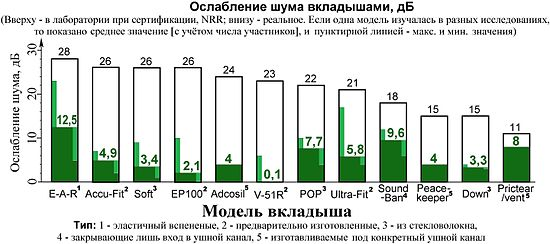 Ослабление шума вкладышами, дБ
(Вверху - в лаборатории при сертификации, NRR; внизу - реальное. Если одна модель изучалась в разных исследованиях,
то показано среднее значение [с учётом числа участников], и пунктирной линией - макс. и мин. значения)
Ослабление шума, дБ
30
20
10
0
28 26 26 26 24 23 22 21 18 15 15 11
12,5 4,9 3,4 2,1 4 0,1 7,7 5,8 9,6 4 3,3 8
E-A-R¹ Accu-Fit² Soft³ EP100² Adcosil⁵ V-51R² POP³ Ultra-Fit² Sound Peace- Down³ Prictear
-Ban⁴ keeper⁵ /vent⁵
Модель вкладыша
Тип: 1 - эластичный вспененые, 2 - предварительно изготовленные, 3 - из стекловолокна,
4 - закрывающие лишь вход в ушной канал, 5 - изготавливаемые под конкретный ушной канал